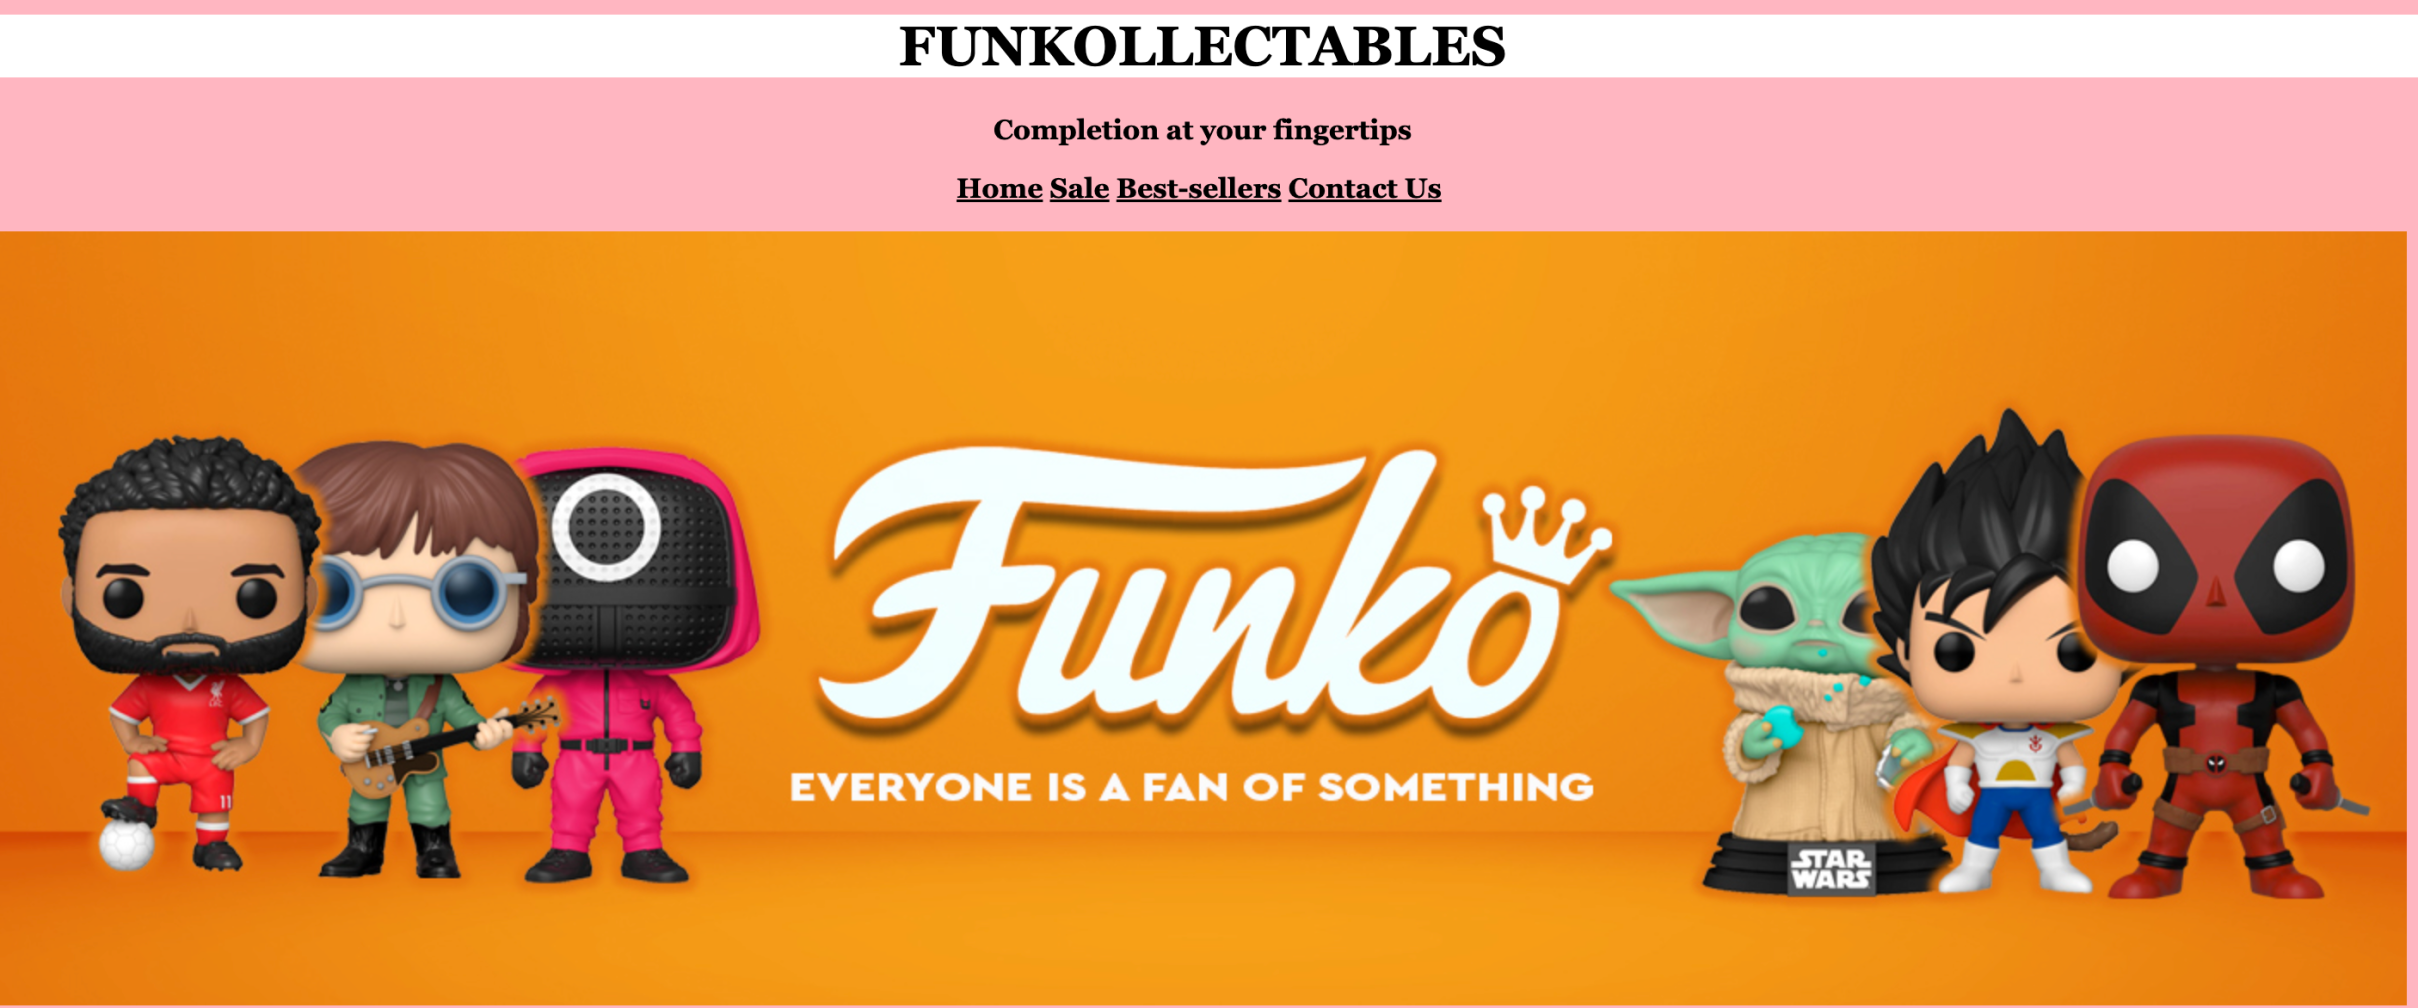 FUNKOLLECTABLES
Completion at your fingertips
Home Sale Best-sellers Contact Us
Funko
EVERYONE IS A FAN OF SOMETHING
11
STAR
WARS